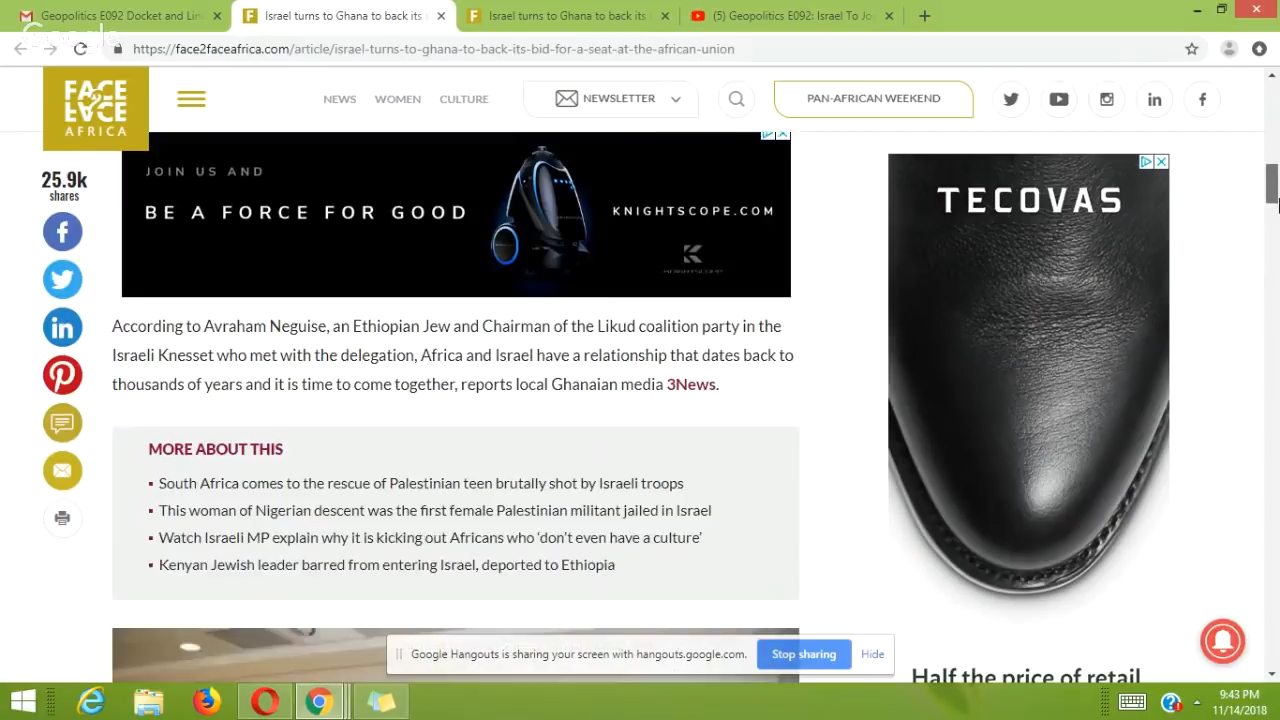 Geopolitics E092 Docket and Lin
Israel turns to Ghana to back its
Israel turns to Ghana to back its
(5) Geopolitics E092: Israel To Jo
https://face2faceafrica.com/article/israel-turns-to-ghana-to-back-its-bid-for-a-seat-at-the-african-union
FACE
2
FACE
AFRICA
NEWS
WOMEN
CULTURE
NEWSLETTER
PAN-AFRICAN WEEKEND
25.9k
shares
JOIN US AND
BE A FORCE FOR GOOD
KNIGHTSCOPE.COM
TECOVAS
According to Avraham Neguise, an Ethiopian Jew and Chairman of the Likud coalition party in the
Israeli Knesset who met with the delegation, Africa and Israel have a relationship that dates back to
thousands of years and it is time to come together, reports local Ghanaian media 3News.
MORE ABOUT THIS
South Africa comes to the rescue of Palestinian teen brutally shot by Israeli troops
This woman of Nigerian descent was the first female Palestinian militant jailed in Israel
Watch Israeli MP explain why it is kicking out Africans who ‘don’t even have a culture’
Kenyan Jewish leader barred from entering Israel, deported to Ethiopia
Google Hangouts is sharing your screen with hangouts.google.com.
Stop sharing
Hide
Half the price of retail
9:43 PM
11/14/2018